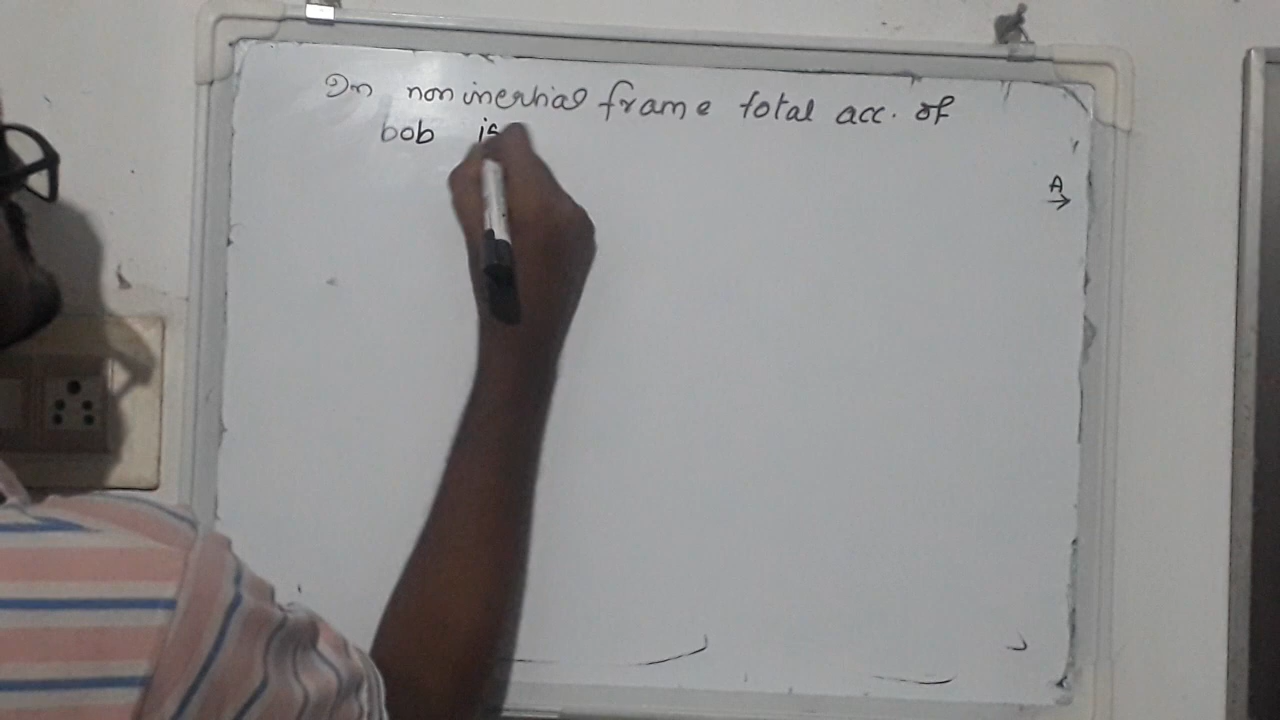 In non inertial frame total acc. of
bob is
A
→